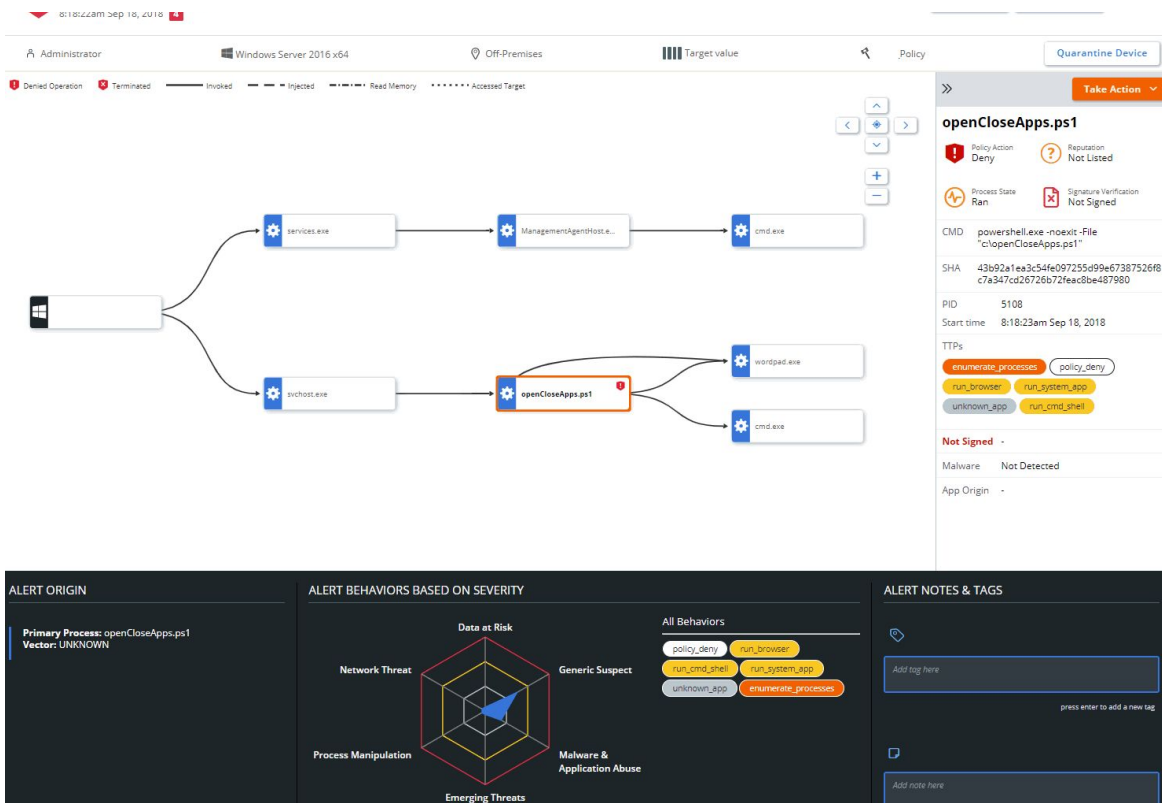 8:18:22am Sep 18, 2018 4
Administrator
Windows Server 2016 x64
Off-Premises
Target value
Policy
Quarantine Device
Denied Operation
Terminated
Invoked
Injected
Read Memory
Accessed Target
Take Action
openCloseApps.ps1
Policy Action
Deny
Reputation
Not Listed
Process State
Ran
Signature Verification
Not Signed
CMD powershell.exe -noexit -File
"c:\openCloseApps.ps1"
SHA 43b92a1ea3c54fe097255d99e67387526f8
c7a347cd26726b72feac8be487980
PID 5108
Start time 8:18:23am Sep 18, 2018
TTPs
enumerate_processes policy_deny
run_browser run_system_app
unknown_app run_cmd_shell
Not Signed -
Malware Not Detected
App Origin -
services.exe
ManagementAgentHost.e...
cmd.exe
svchost.exe
openCloseApps.ps1
wordpad.exe
cmd.exe
ALERT ORIGIN
Primary Process: openCloseApps.ps1
Vector: UNKNOWN
ALERT BEHAVIORS BASED ON SEVERITY
Data at Risk
Network Threat
Generic Suspect
Process Manipulation
Malware &
Application Abuse
Emerging Threats
All Behaviors
policy_deny run_browser
run_cmd_shell run_system_app
unknown_app enumerate_processes
ALERT NOTES & TAGS
Add tag here
press enter to add a new tag
Add note here